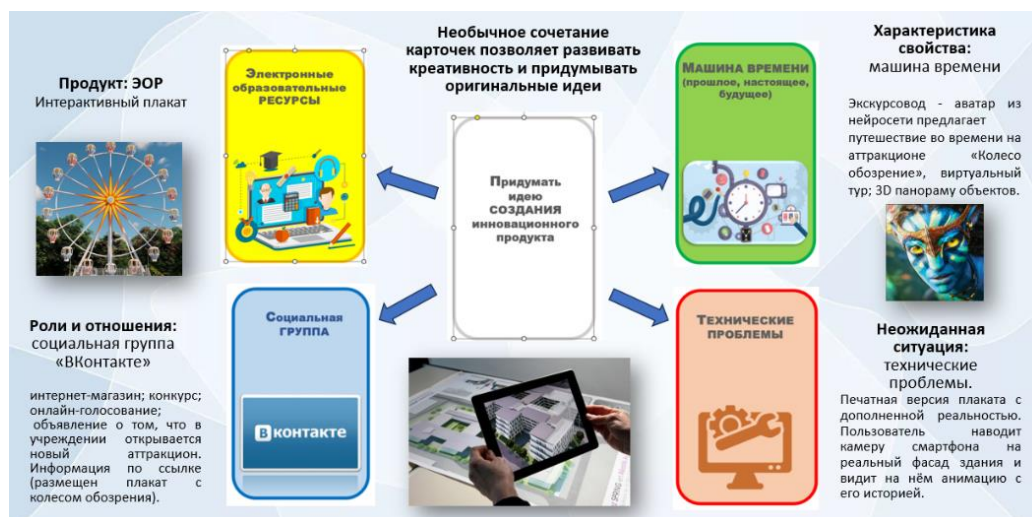 Продукт: ЭОР
Интерактивный плакат
Электронные
образовательные
РЕСУРСЫ
Необычное сочетание
карточек позволяет развивать
креативность и придумывать
оригинальные идеи
МАШИНА ВРЕМЕНИ
(прошлое, настоящее,
будущее)
Характеристика
свойства:
машина времени
Экскурсовод - аватар из
нейросети предлагает
путешествие во времени на
аттракционе «Колесо
обозрение», виртуальный
тур; 3D панораму объектов.
Придумать
идею
СОЗДАНИЯ
инновационного
продукта
Роли и отношения:
социальная группа
«ВКонтакте»
интернет-магазин; конкурс;
онлайн-голосование;
объявление о том, что в
учреждении открывается
новый аттракцион.
Информация по ссылке
(размещен плакат с
колесом обозрения).
Социальная
ГРУППА
В контакте
ТЕХНИЧЕСКИЕ
ПРОБЛЕМЫ
Неожиданная
ситуация:
технические
проблемы.
Печатная версия плаката с
дополненной реальностью.
Пользователь наводит
камеру смартфона на
реальный фасад здания и
видит на нём анимацию с
его историей.